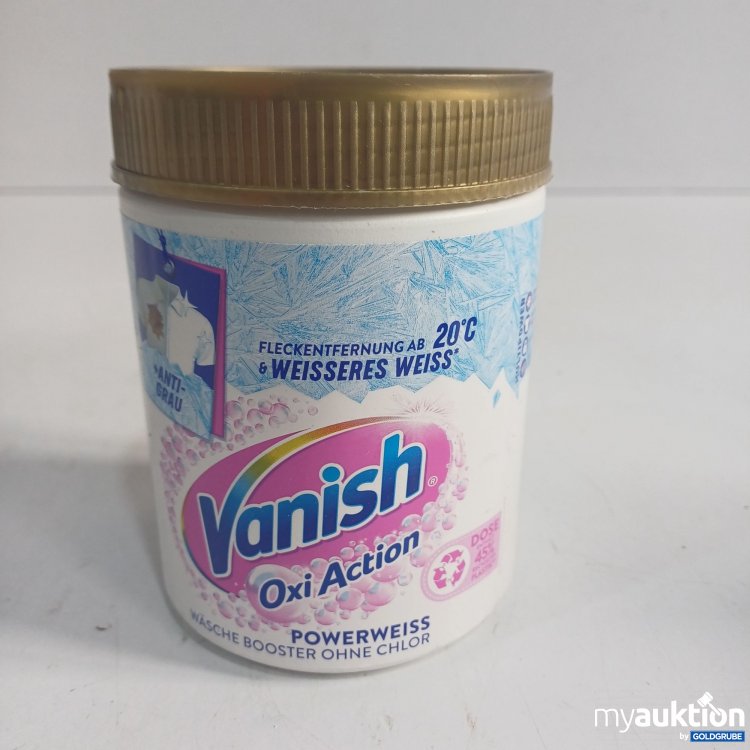 FLECKENTFERNUNG AB 20°C
& WEISSERES WEISS*
*ANTI-
GRAU
Vanish®
Oxi Action
DOSE
45%
POWERWEISS
WÄSCHE BOOSTER OHNE CHLOR
myauktion
by GOLDGRUBE